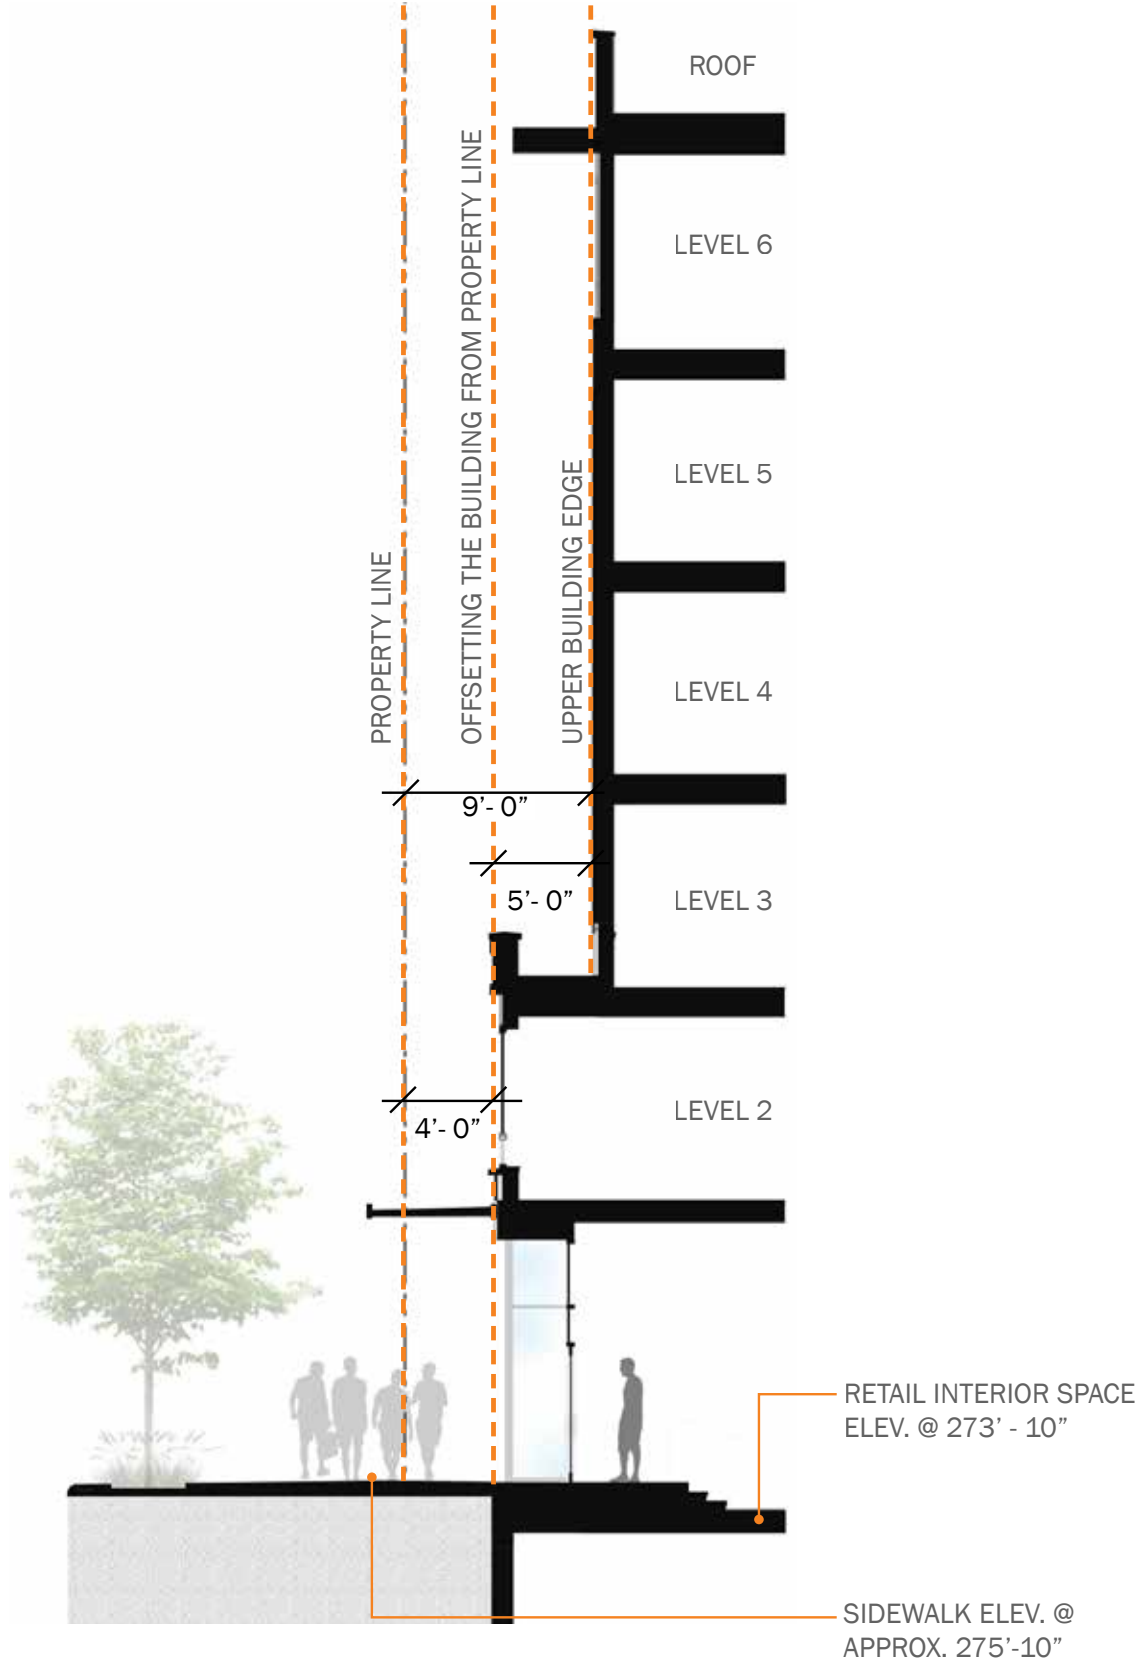 ROOF
OFFSETTING THE BUILDING FROM PROPERTY LINE
LEVEL 6
UPPER BUILDING EDGE
LEVEL 5
PROPERTY LINE
LEVEL 4
9’- 0”
5’- 0”
LEVEL 3
LEVEL 2
4’- 0”
RETAIL INTERIOR SPACE
ELEV. @ 273’ - 10”
SIDEWALK ELEV. @
APPROX. 275’-10”